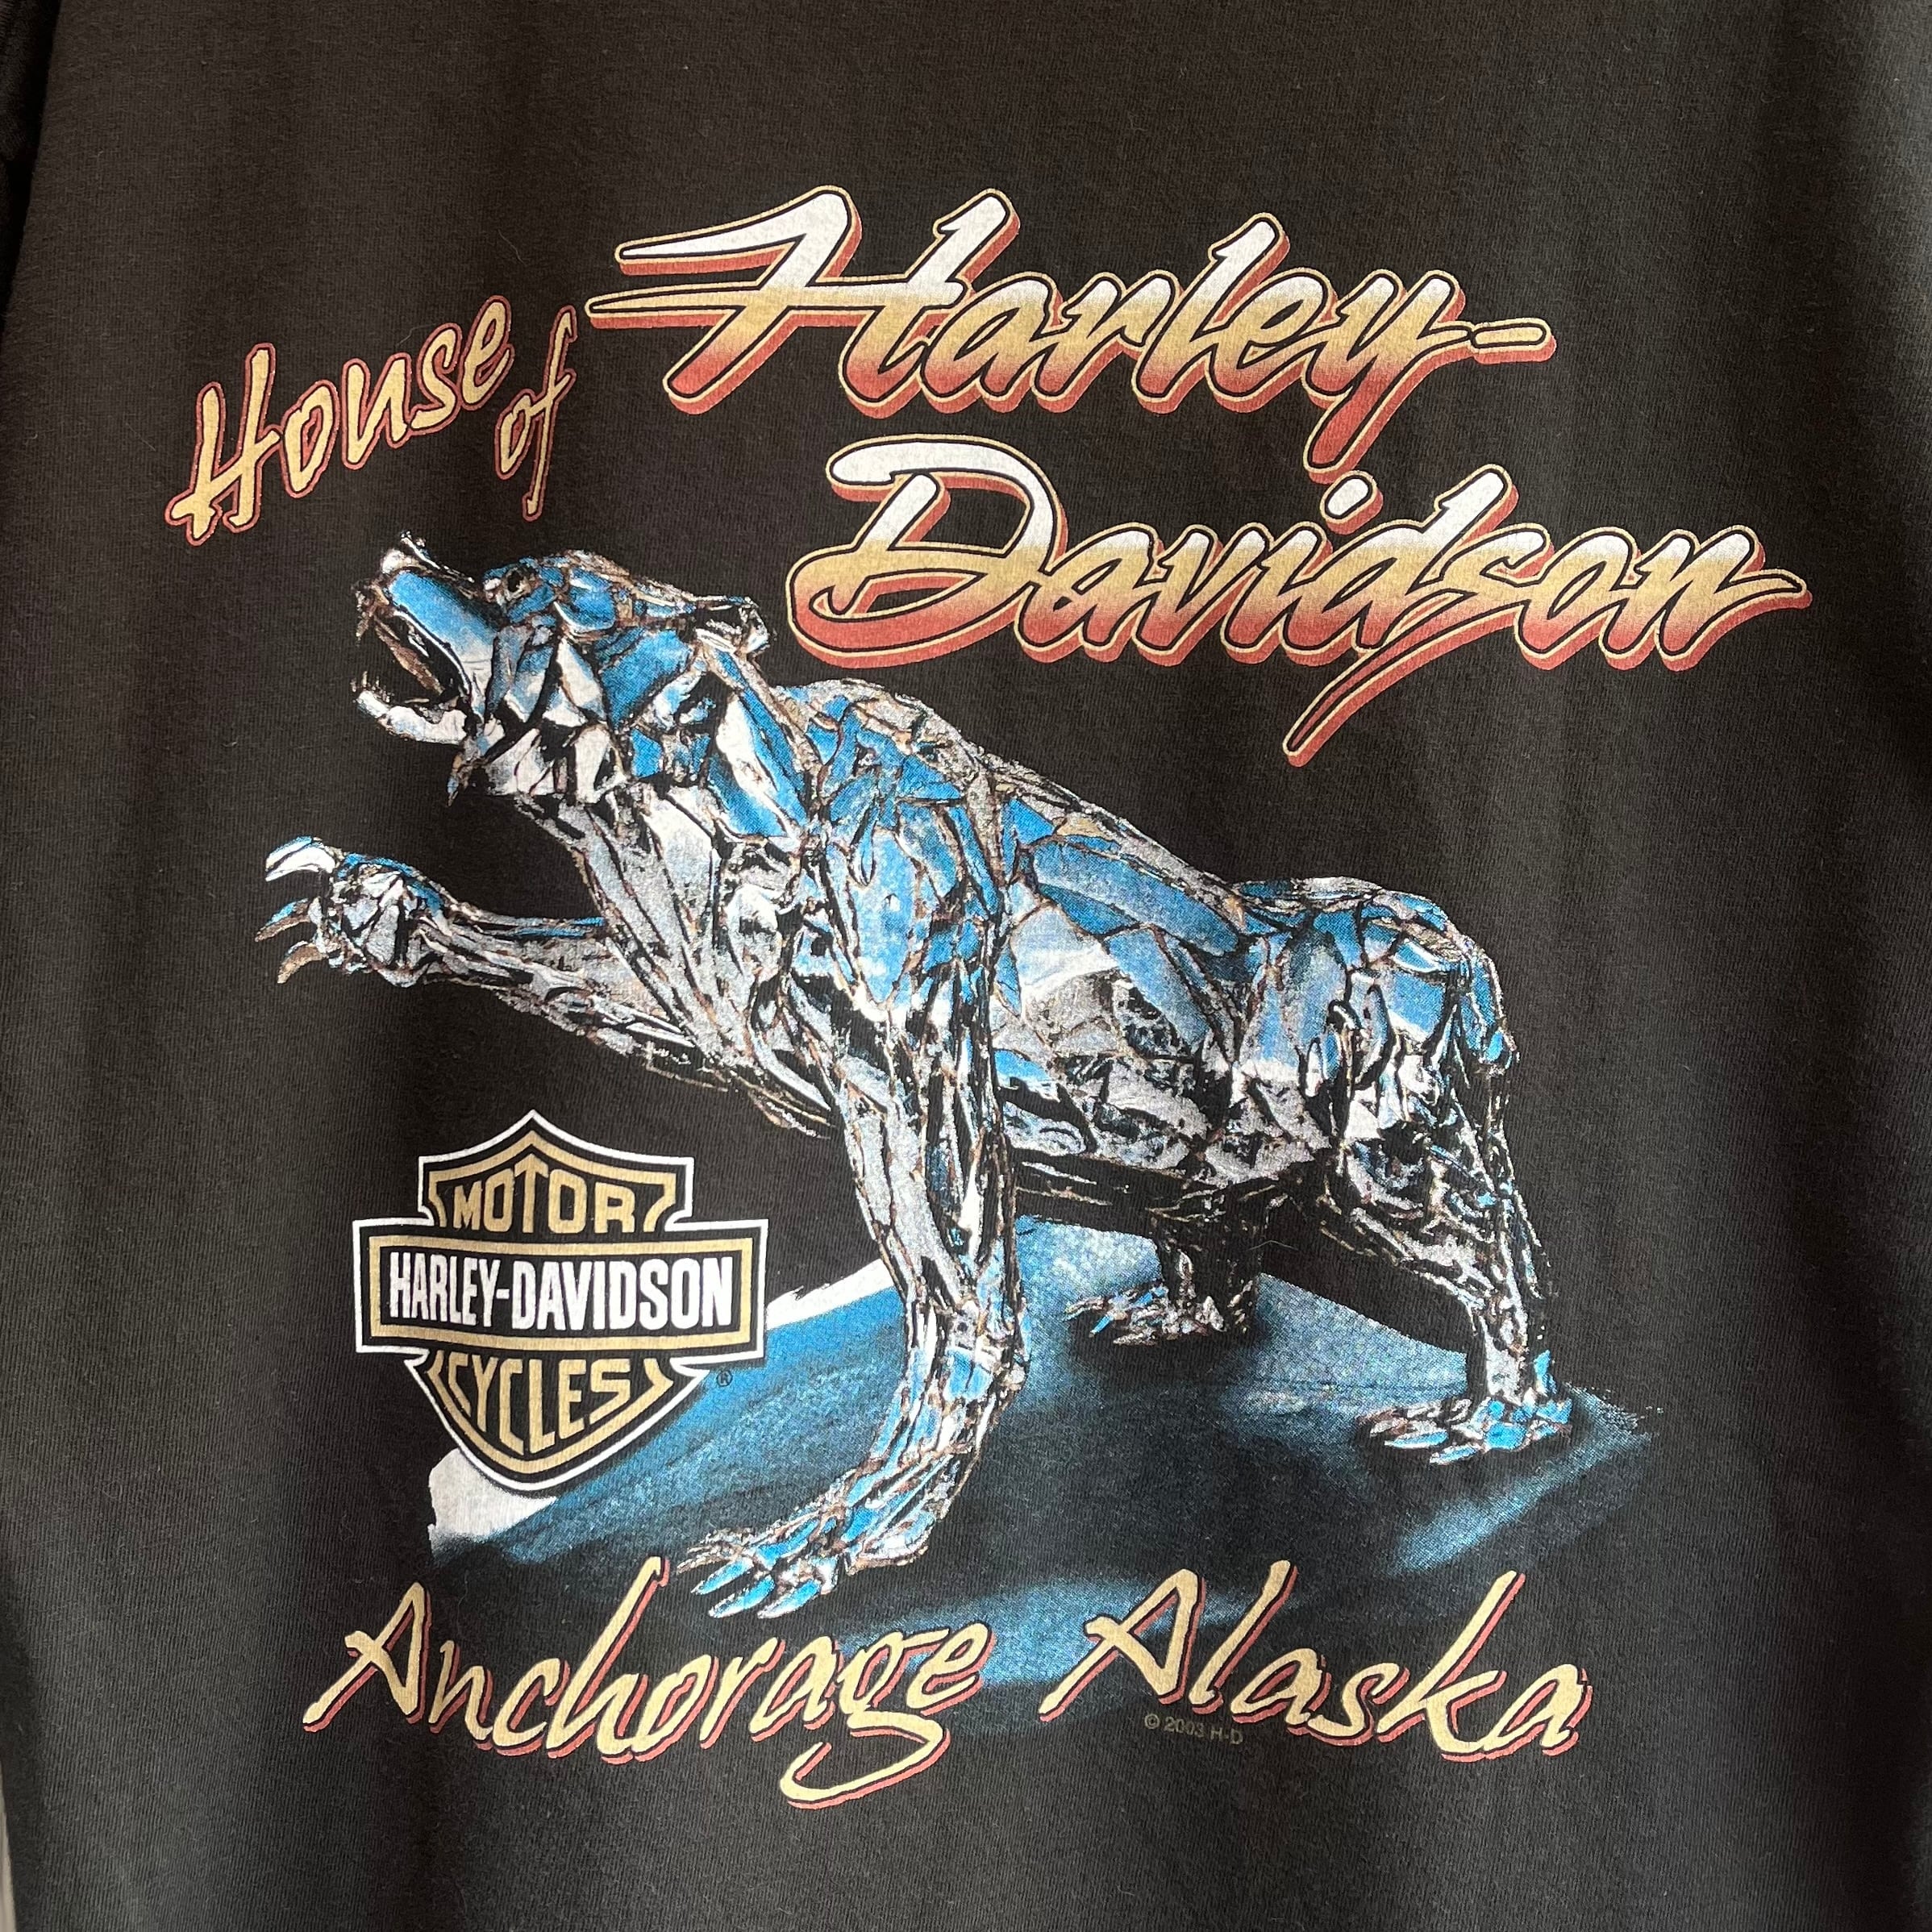 House of Harley-
Davidson
MOTOR
HARLEY-DAVIDSON
CYCLES
®
Anchorage Alaska
© 2003 H-D